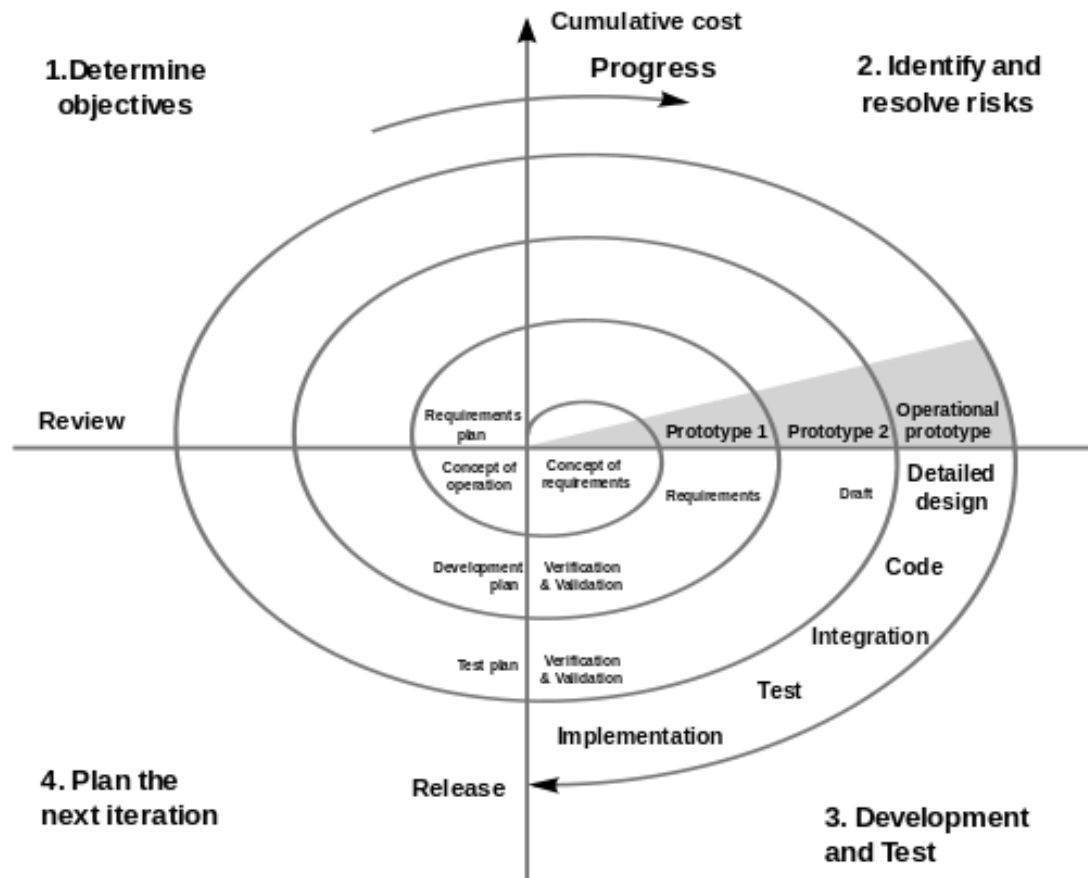 Cumulative cost
Progress
1.Determine
objectives
2. Identify and
resolve risks
Review
Requirements
plan
Prototype 1
Prototype 2
Operational
prototype
Concept of
operation
Concept of
requirements
Requirements
Draft
Detailed
design
Development
plan
Verification
& Validation
Code
Integration
Test plan
Verification
& Validation
Test
Implementation
Release
4. Plan the
next iteration
3. Development
and Test